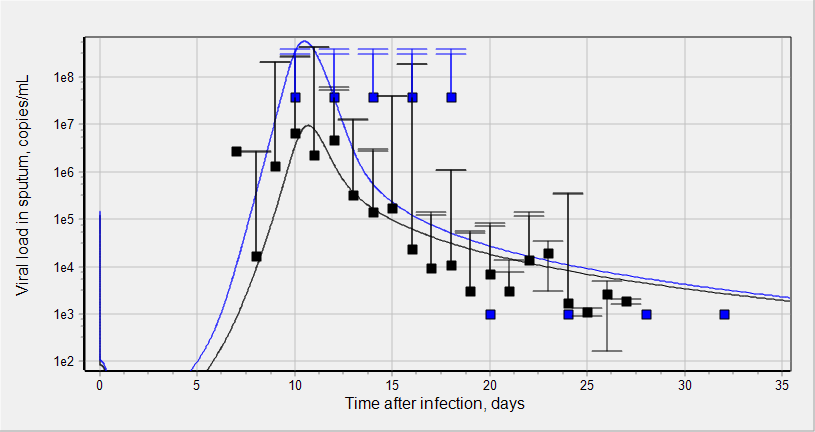 Viral load in sputum, copies/mL
1e8
1e7
1e6
1e5
1e4
1e3
1e2
0 5 10 15 20 25 30 35
Time after infection, days